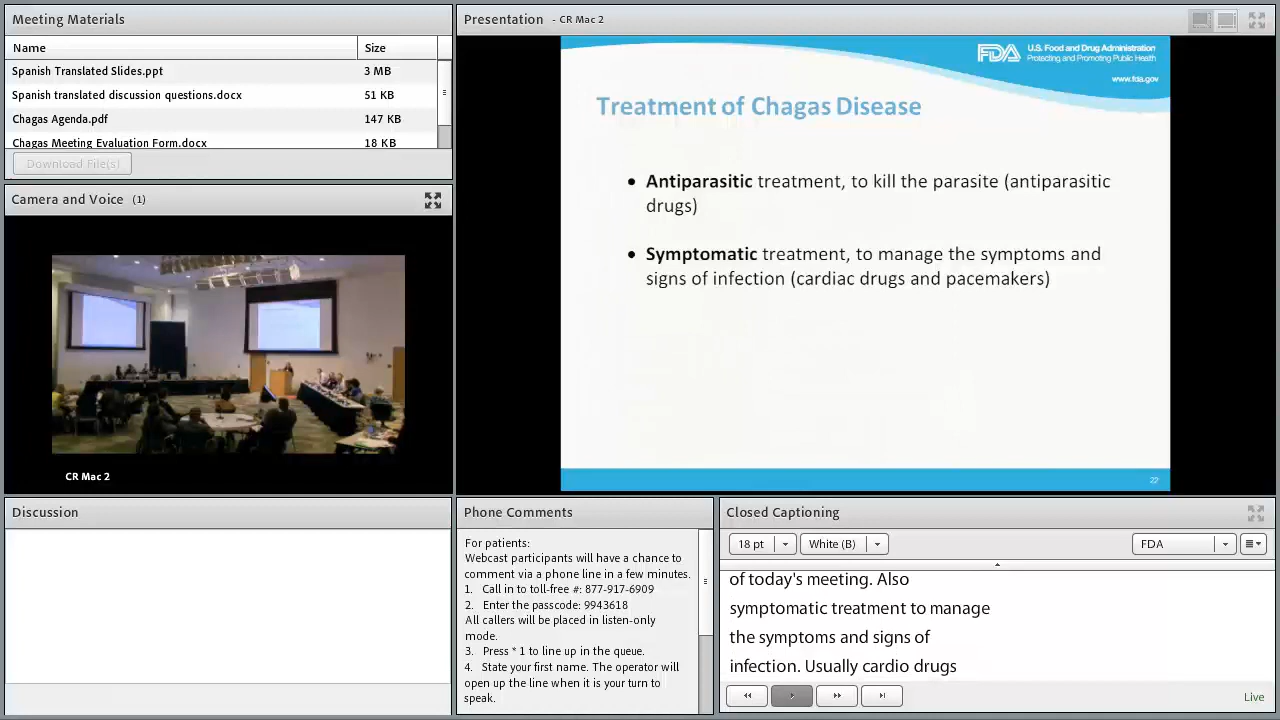 Meeting Materials
Name Size
Spanish Translated Slides.ppt 3 MB
Spanish translated discussion questions.docx 51 KB
Chagas Agenda.pdf 147 KB
Chagas Meeting Evaluation Form.docx 18 KB
Download File(s)
Camera and Voice (1)
CR Mac 2
Presentation - CR Mac 2
FDA U.S. Food and Drug Administration
Protecting and Promoting Public Health
www.fda.gov
Treatment of Chagas Disease
• Antiparasitic treatment, to kill the parasite (antiparasitic
drugs)
• Symptomatic treatment, to manage the symptoms and
signs of infection (cardiac drugs and pacemakers)
22
Discussion
Phone Comments
For patients:
Webcast participants will have a chance to
comment via a phone line in a few minutes.
1. Call in to toll-free #: 877-917-6909
2. Enter the passcode: 9943618
All callers will be placed in listen-only
mode.
3. Press * 1 to line up in the queue.
4. State your first name. The operator will
open up the line when it is your turn to
speak.
Closed Captioning
18 pt White (B) FDA
of today's meeting. Also
symptomatic treatment to manage
the symptoms and signs of
infection. Usually cardio drugs
Live